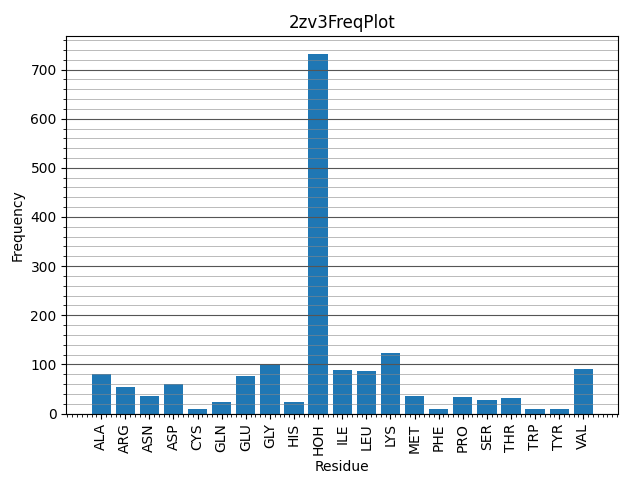 2zv3FreqPlot
Frequency
700
600
500
400
300
200
100
0
ALA ARG ASN ASP CYS GLN GLU GLY HIS HOH ILE LEU LYS MET PHE PRO SER THR TRP TYR VAL
Residue